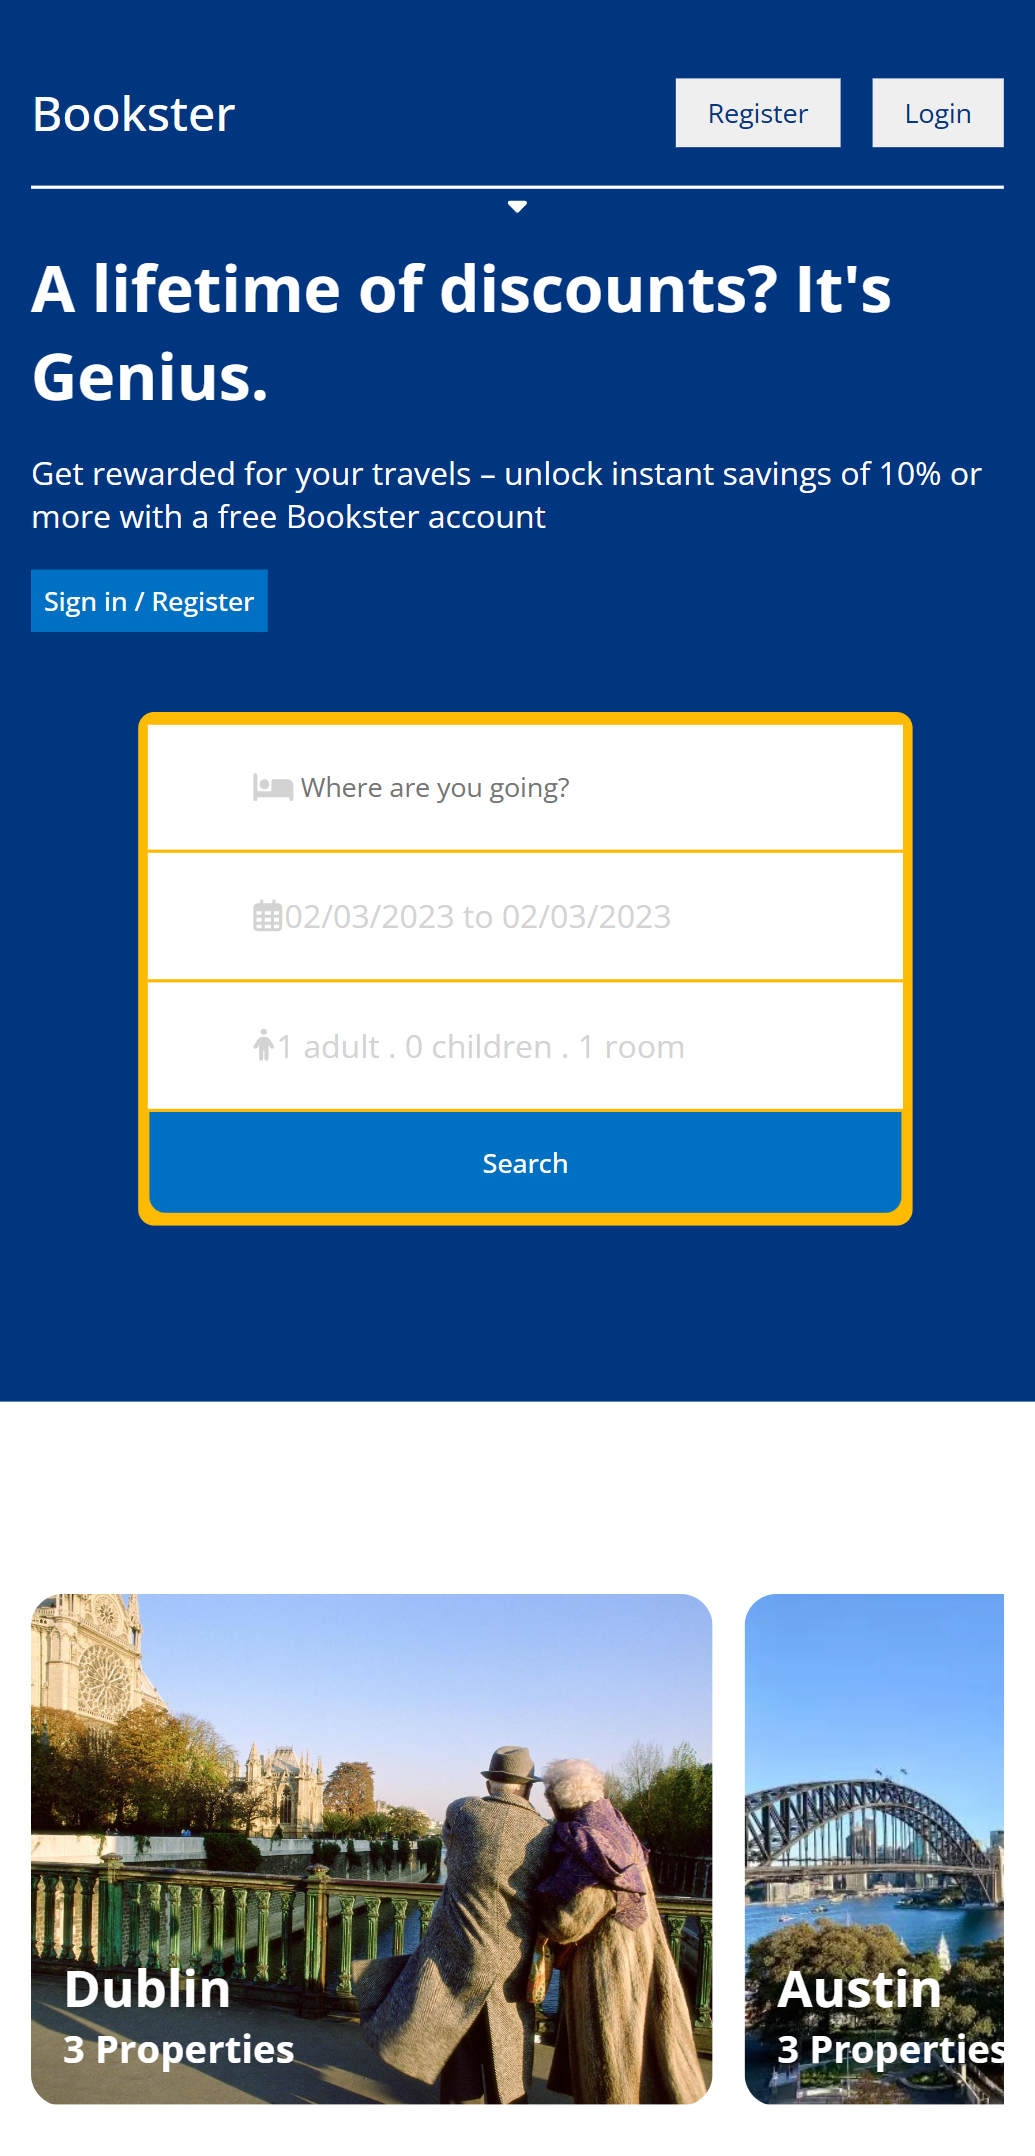 Bookster
Register
Login
A lifetime of discounts? It's
Genius.
Get rewarded for your travels – unlock instant savings of 10% or
more with a free Bookster account
Sign in / Register
Where are you going?
02/03/2023 to 02/03/2023
1 adult . 0 children . 1 room
Search
Dublin
3 Properties
Austin
3 Properties